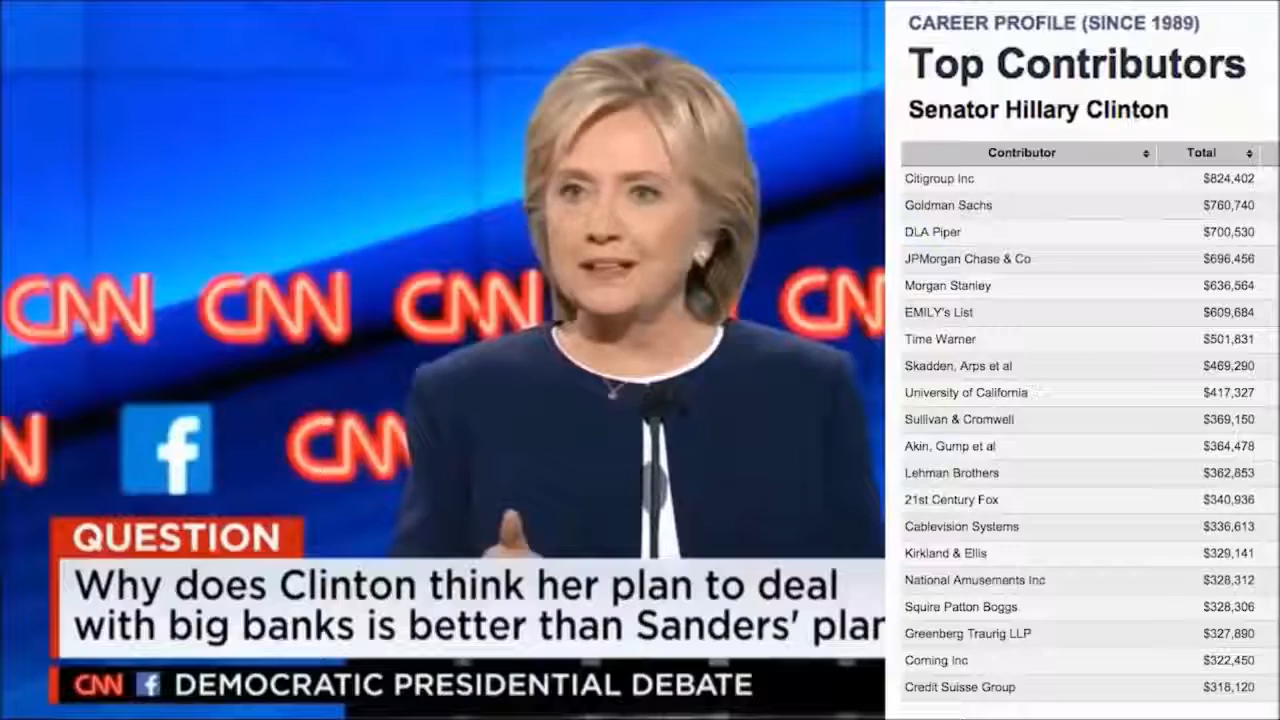 CNN CNN CNN CN
N CNN
QUESTION
Why does Clinton think her plan to deal
with big banks is better than Sanders' plan
CNN f DEMOCRATIC PRESIDENTIAL DEBATE
CAREER PROFILE (SINCE 1989)
Top Contributors
Senator Hillary Clinton
Contributor Total
Citigroup Inc $824,402
Goldman Sachs $760,740
DLA Piper $700,530
JPMorgan Chase & Co $696,456
Morgan Stanley $636,564
EMILY's List $609,684
Time Warner $501,831
Skadden, Arps et al $469,290
University of California $417,327
Sullivan & Cromwell $369,150
Akin, Gump et al $364,478
Lehman Brothers $362,853
21st Century Fox $340,936
Cablevision Systems $336,613
Kirkland & Ellis $329,141
National Amusements Inc $328,312
Squire Patton Boggs $328,306
Greenberg Traurig LLP $327,890
Corning Inc $322,450
Credit Suisse Group $318,120